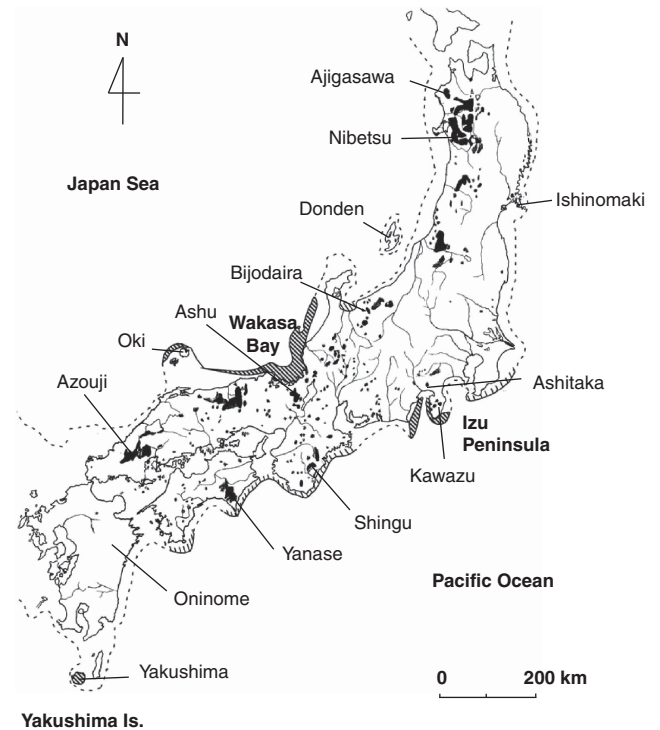 N
Ajigasawa
Nibetsu
Japan Sea
Ishinomaki
Donden
Bijodaira
Ashu
Wakasa
Bay
Oki
Azouji
Ashitaka
Izu
Peninsula
Kawazu
Shingu
Yanase
Pacific Ocean
Oninome
Yakushima
0 200 km
Yakushima Is.